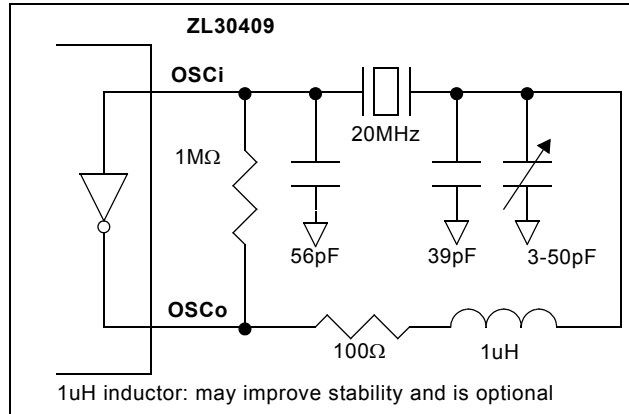 ZL30409
OSCi
20MHz
1MΩ
56pF
39pF
3-50pF
OSCo
100Ω
1uH
1uH inductor: may improve stability and is optional